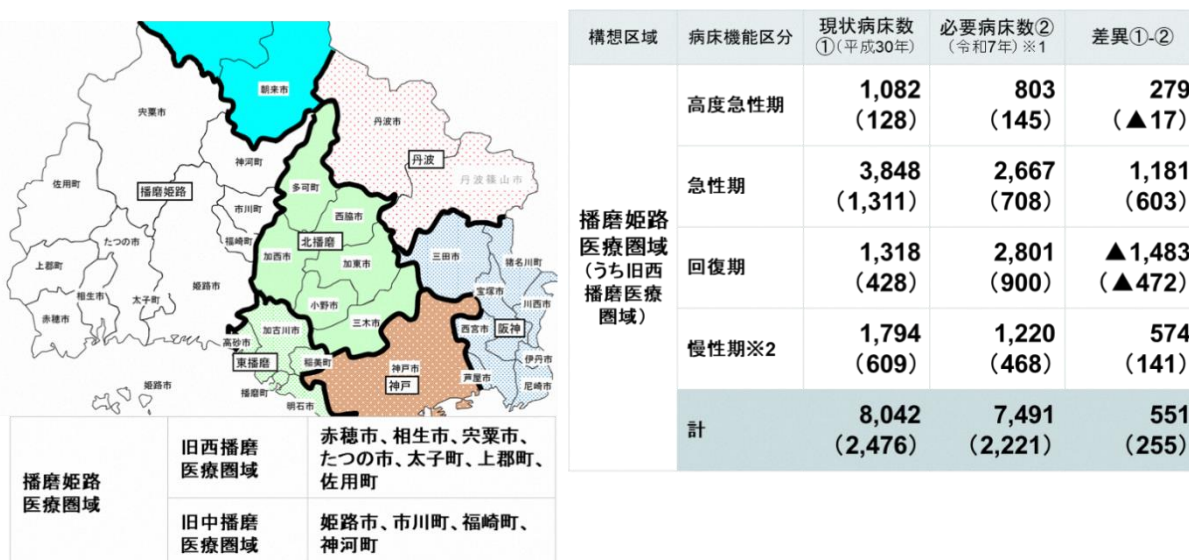 朝来市
宍粟市
丹波市
神河町
丹波
佐用町
播磨姫路
多可町
丹波篠山市
市川町
西脇市
たつの市
福崎町
北播磨
加西市
加東市
三田市
猪名川町
上郡町
相生市
太子町
姫路市
小野市
宝塚市
川西市
赤穂市
加古川市
三木市
西宮市
阪神
高砂市
東播磨
稲美町
神戸市
神戸
芦屋市
伊丹市
尼崎市
姫路市
播磨町
明石市
播磨姫路
医療圏域
旧西播磨
医療圏域
赤穂市、相生市、宍粟市、
たつの市、太子町、上郡町、
佐用町
旧中播磨
医療圏域
姫路市、市川町、福崎町、
神河町
構想区域 病床機能区分 現状病床数 必要病床数② 差異①-②
①(平成30年) (令和7年)※1
播磨姫路
医療圏域
(うち旧西
播磨医療
圏域)
高度急性期 1,082 803 279
(128) (145) (▲17)
急性期 3,848 2,667 1,181
(1,311) (708) (603)
回復期 1,318 2,801 ▲1,483
(428) (900) (▲472)
慢性期※2 1,794 1,220 574
(609) (468) (141)
計 8,042 7,491 551
(2,476) (2,221) (255)